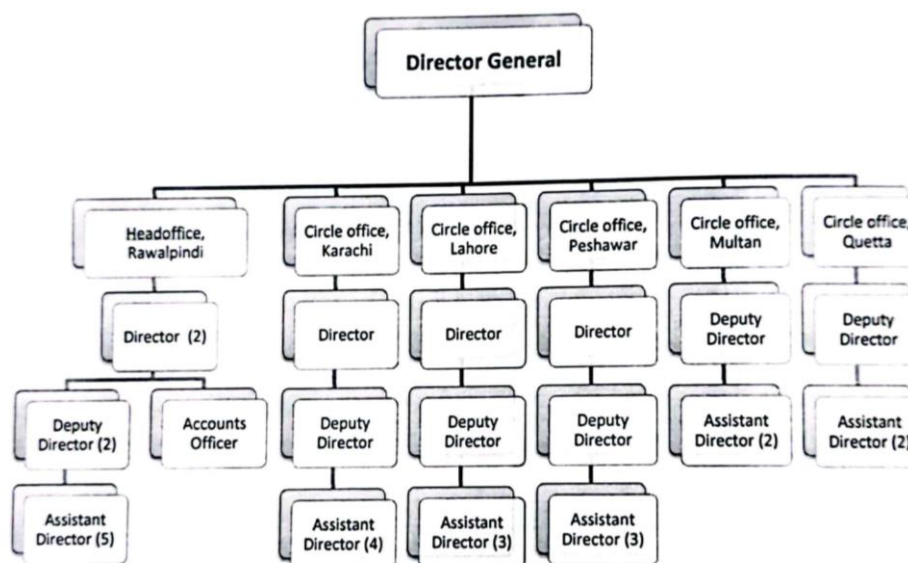 Director General
Headoffice,
Rawalpindi
Circle office,
Karachi
Circle office,
Lahore
Circle office,
Peshawar
Circle office,
Multan
Circle office,
Quetta
Director (2)
Director
Director
Director
Deputy
Director
Deputy
Director
Deputy
Director (2)
Accounts
Officer
Deputy
Director
Deputy
Director
Deputy
Director
Assistant
Director (2)
Assistant
Director (2)
Assistant
Director (5)
Assistant
Director (4)
Assistant
Director (3)
Assistant
Director (3)